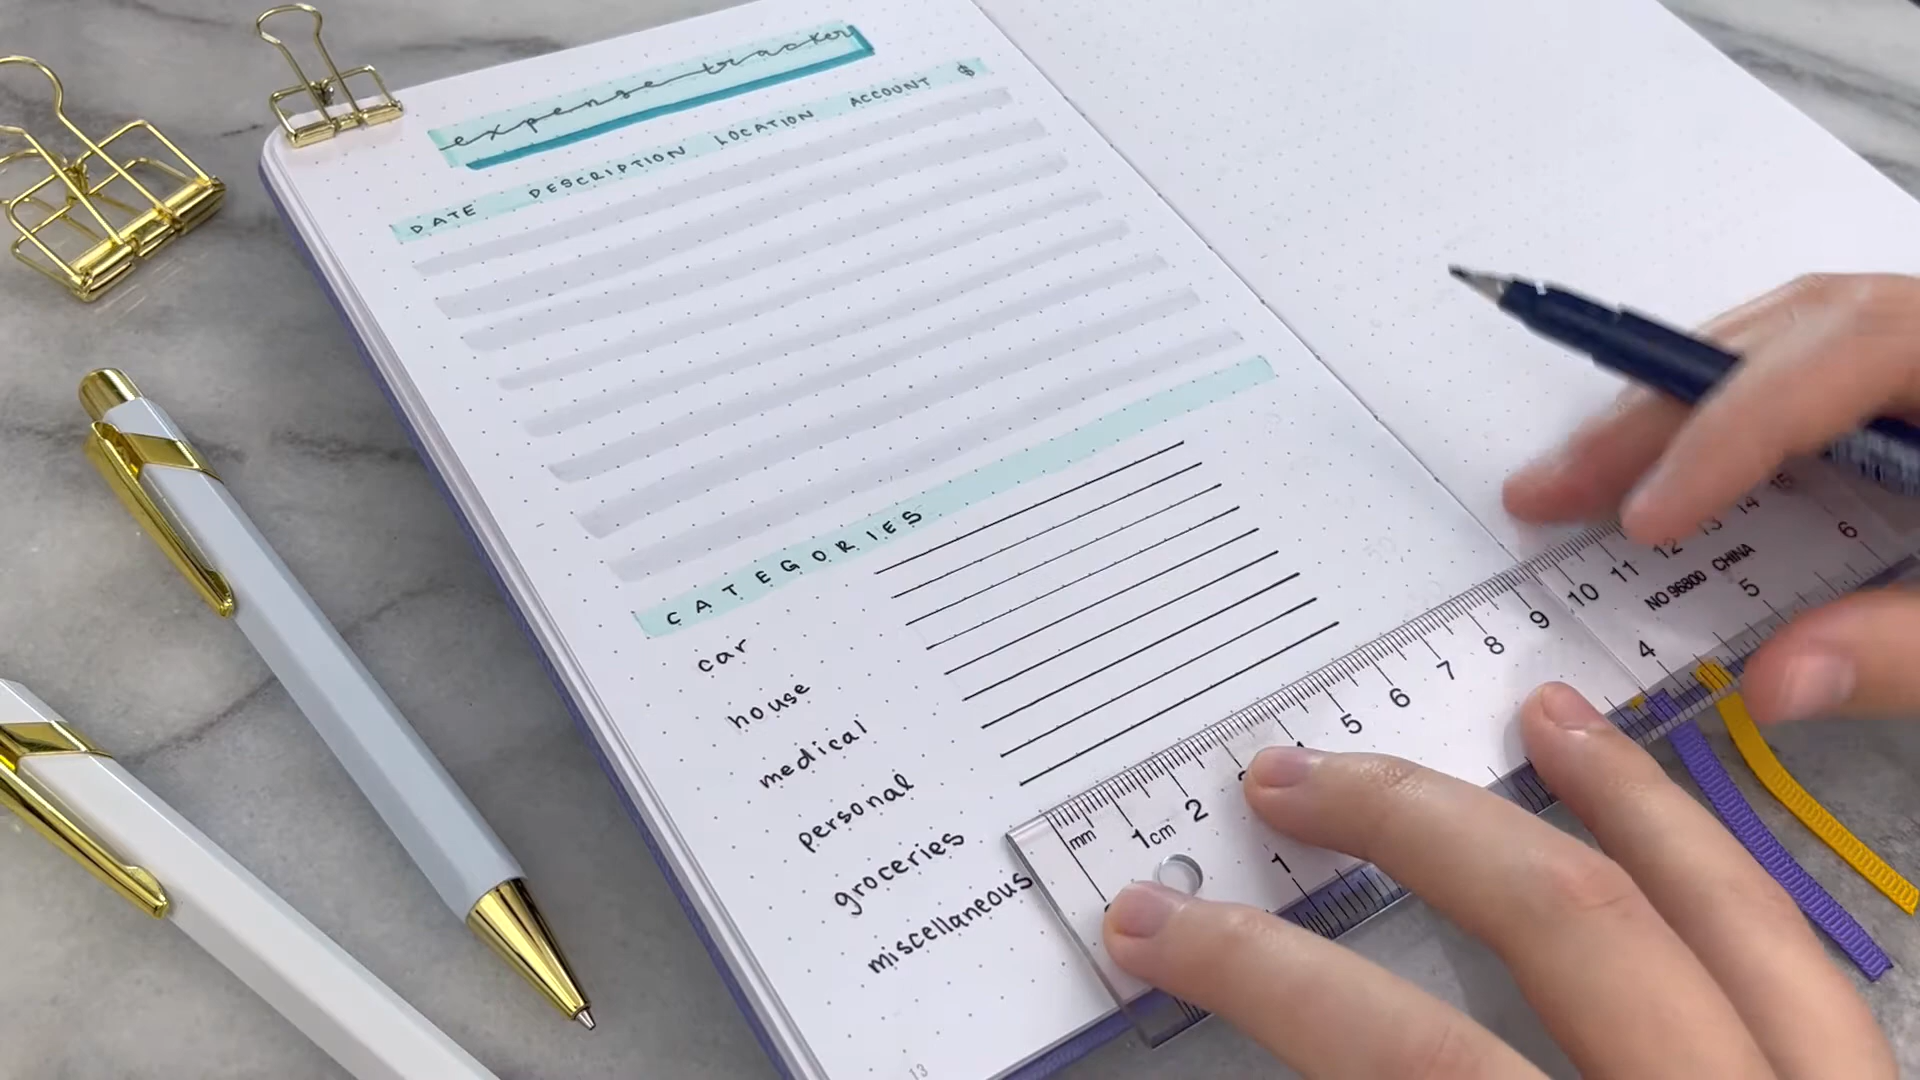 expense tracker
DATE DESCRIPTION LOCATION ACCOUNT $
CATEGORIES
car
house
medical
personal
groceries
miscellaneous
13
mm 1cm 2 5 6 7 8 9 10 11 12 13 14 15
1 4 5 6
NO 96800 CHINA